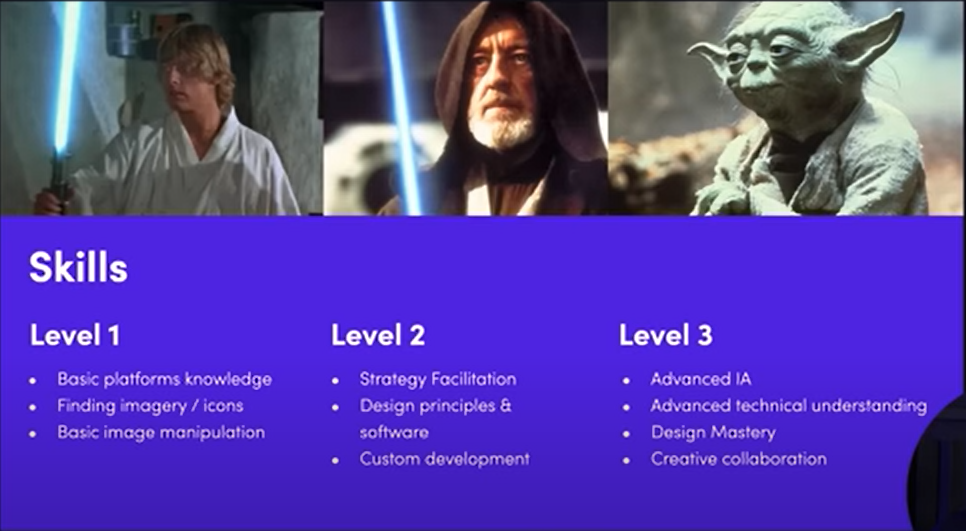 Skills
Level 1
• Basic platforms knowledge
• Finding imagery / icons
• Basic image manipulation
Level 2
• Strategy Facilitation
• Design principles &
software
• Custom development
Level 3
• Advanced IA
• Advanced technical understanding
• Design Mastery
• Creative collaboration